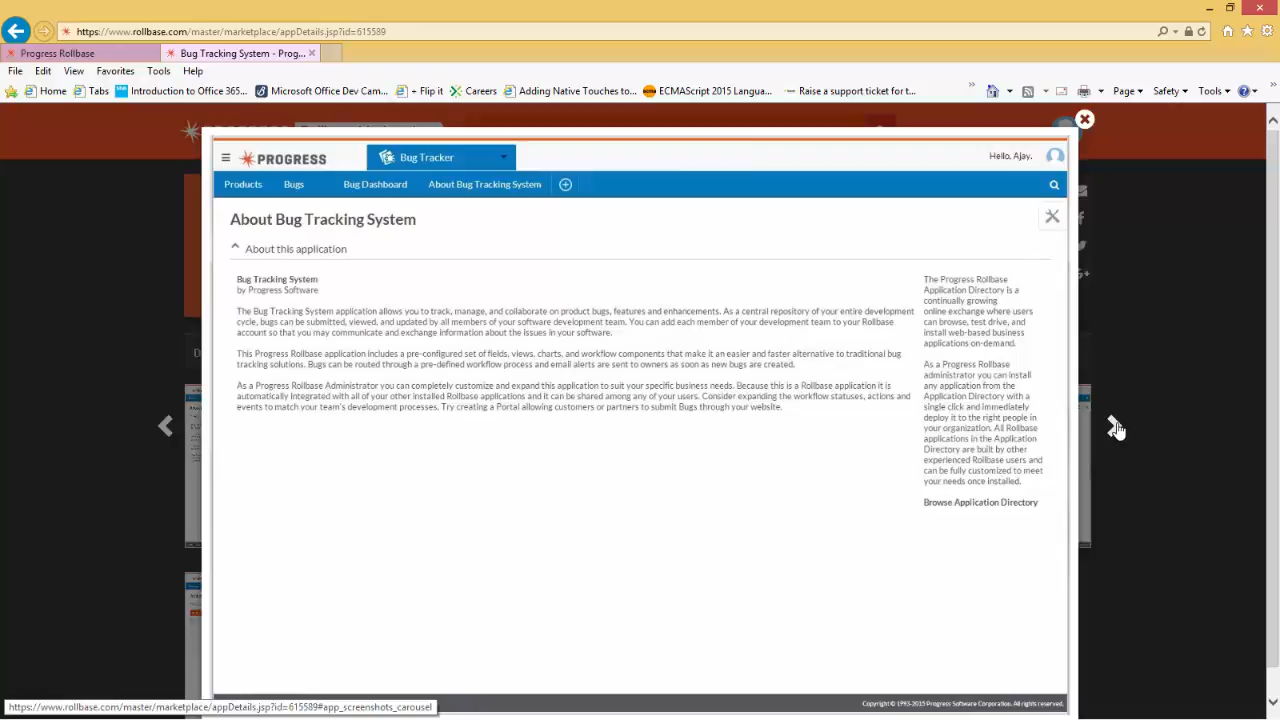 https://www.rollbase.com/master/marketplace/appDetails.jsp?id=615589
Progress Rollbase
Bug Tracking System - Prog...
File Edit View Favorites Tools Help
Home Tabs Introduction to Office 365... Microsoft Office Dev Cam... + Flip it Careers Adding Native Touches to... ECMAScript 2015 Langua... Raise a support ticket for t...
Page Safety Tools
PROGRESS Bug Tracker Hello, Ajay.
Products Bugs Bug Dashboard About Bug Tracking System
About Bug Tracking System
About this application
Bug Tracking System
by Progress Software
The Bug Tracking System application allows you to track, manage, and collaborate on product bugs, features and enhancements. As a central repository of your entire development
cycle, bugs can be submitted, viewed, and updated by all members of your software development team. You can add each member of your development team to your Rollbase
account so that you may communicate and exchange information about the issues in your software.
This Progress Rollbase application includes a pre-configured set of fields, views, charts, and workflow components that make it an easier and faster alternative to traditional bug
tracking solutions. Bugs can be routed through a pre-defined workflow process and email alerts are sent to owners as soon as new bugs are created.
As a Progress Rollbase Administrator you can completely customize and expand this application to suit your specific business needs. Because this is a Rollbase application it is
automatically integrated with all of your other installed Rollbase applications and it can be shared among any of your users. Consider expanding the workflow statuses, actions and
events to match your team's development processes. Try creating a Portal allowing customers or partners to submit Bugs through your website.
The Progress Rollbase
Application Directory is a
continually growing
online exchange where users
can browse, test drive, and
install web-based business
applications on-demand.
As a Progress Rollbase
administrator you can install
any application from the
Application Directory with a
single click and immediately
deploy it to the right people in
your organization. All Rollbase
applications in the Application
Directory are built by other
experienced Rollbase users and
can be fully customized to meet
your needs once installed.
Browse Application Directory
Copyright © 1993-2015 Progress Software Corporation. All rights reserved.
https://www.rollbase.com/master/marketplace/appDetails.jsp?id=615589#app_screenshots_carousel